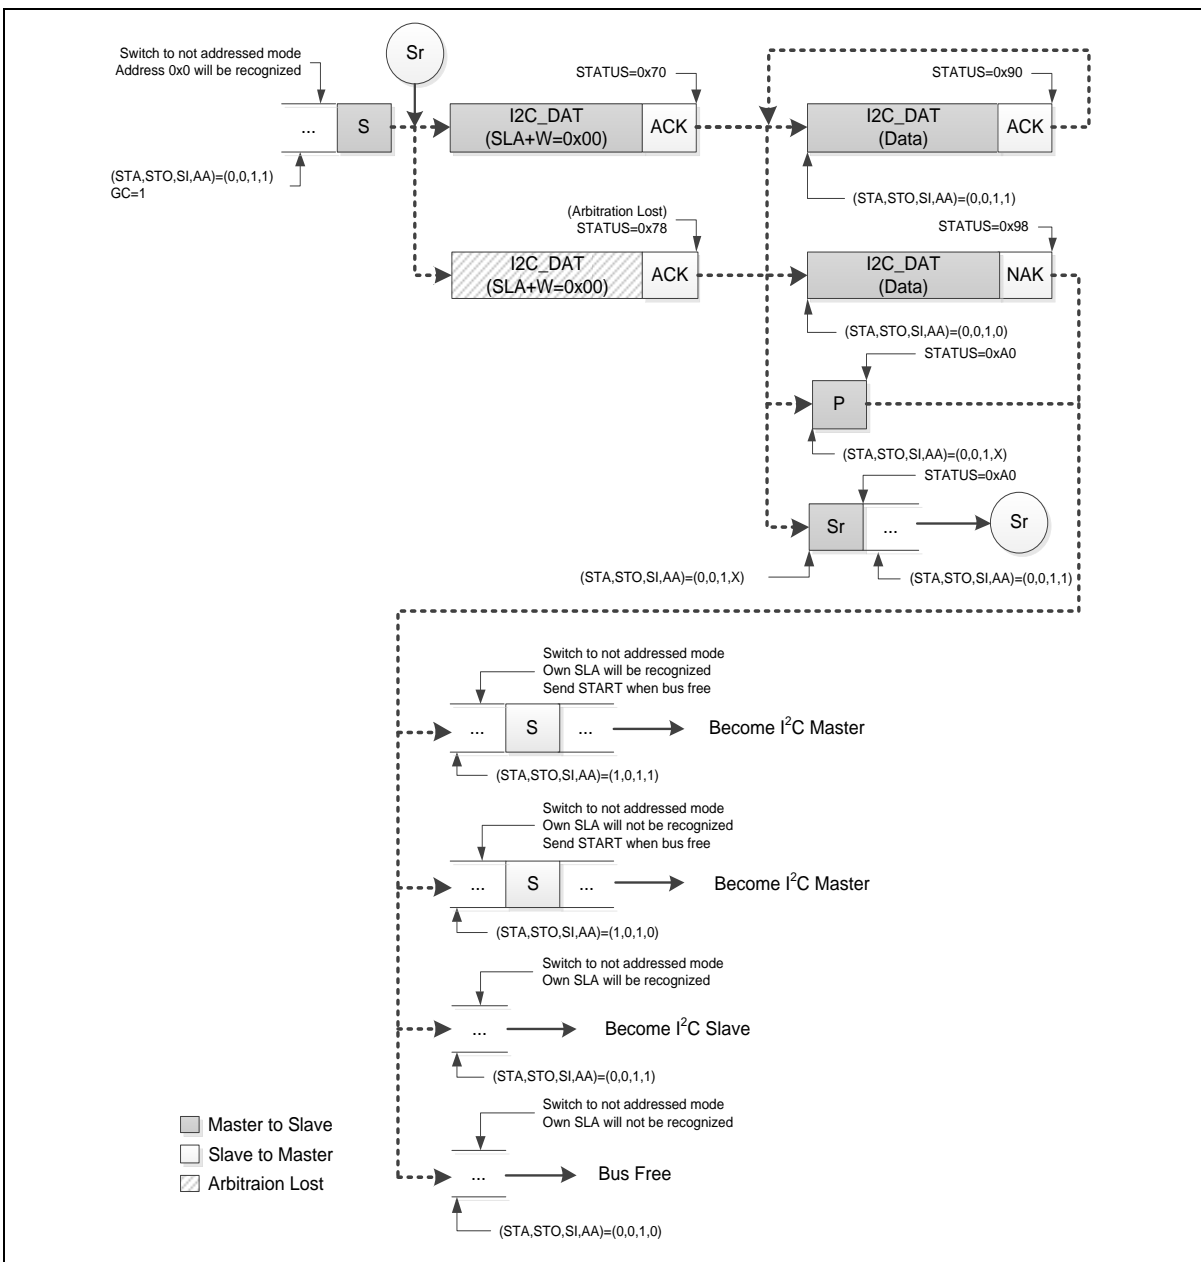 Switch to not addressed mode
Address 0x0 will be recognized
Sr
STATUS=0x70
STATUS=0x90
...
S
I2C_DAT
(SLA+W=0x00)
ACK
I2C_DAT
(Data)
ACK
(STA,STO,SI,AA)=(0,0,1,1)
GC=1
(STA,STO,SI,AA)=(0,0,1,1)
(Arbitration Lost)
STATUS=0x78
STATUS=0x98
I2C_DAT
(SLA+W=0x00)
ACK
I2C_DAT
(Data)
NAK
(STA,STO,SI,AA)=(0,0,1,0)
STATUS=0xA0
P
(STA,STO,SI,AA)=(0,0,1,X)
STATUS=0xA0
Sr
...
Sr
(STA,STO,SI,AA)=(0,0,1,X)
(STA,STO,SI,AA)=(0,0,1,1)
Switch to not addressed mode
Own SLA will be recognized
Send START when bus free
...
S
...
Become I²C Master
(STA,STO,SI,AA)=(1,0,1,1)
Switch to not addressed mode
Own SLA will not be recognized
Send START when bus free
...
S
...
Become I²C Master
(STA,STO,SI,AA)=(1,0,1,0)
Switch to not addressed mode
Own SLA will be recognized
...
Become I²C Slave
(STA,STO,SI,AA)=(0,0,1,1)
Switch to not addressed mode
Own SLA will not be recognized
...
Bus Free
(STA,STO,SI,AA)=(0,0,1,0)
Master to Slave
Slave to Master
Arbitraion Lost